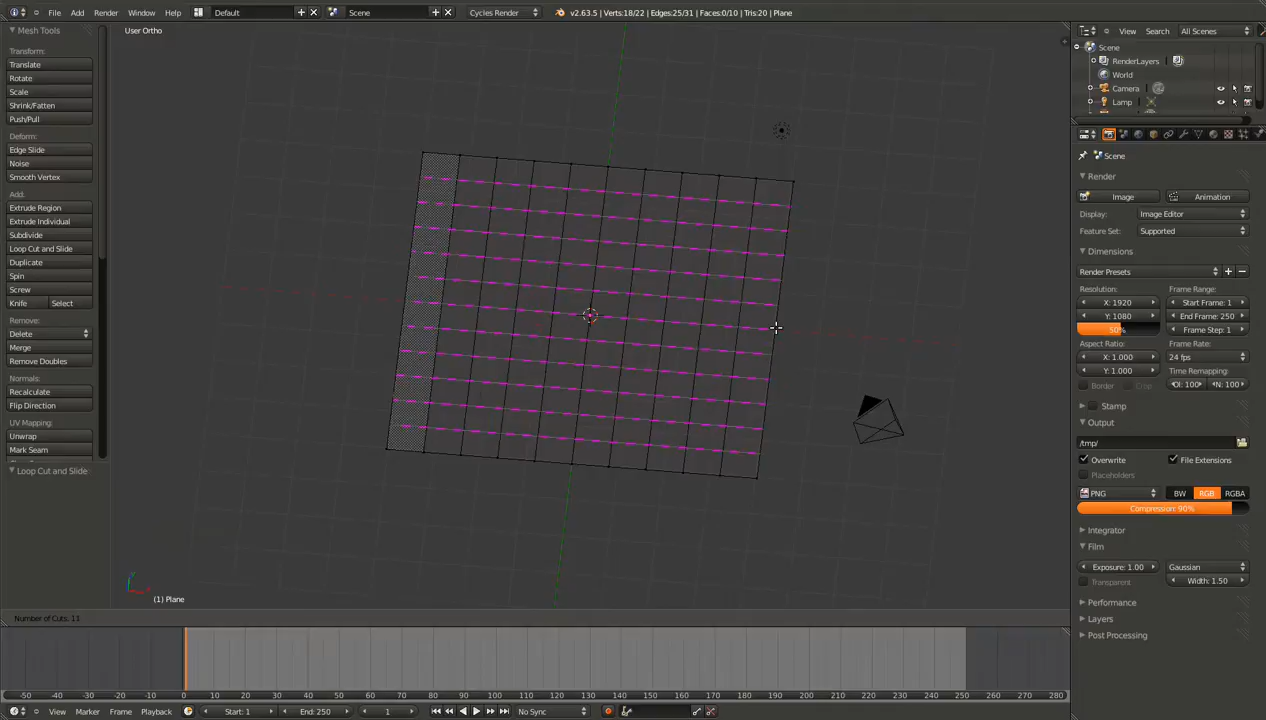 File Add Render Window Help Default Scene Cycles Render v2.63.5 | Verts:18/22 | Edges:25/31 | Faces:0/10 | Tris:20 | Plane
Mesh Tools
Transform:
Translate
Rotate
Scale
Shrink/Fatten
Push/Pull
Deform:
Edge Slide
Noise
Smooth Vertex
Add:
Extrude Region
Extrude Individual
Subdivide
Loop Cut and Slide
Duplicate
Spin
Screw
Knife Select
Remove:
Delete
Merge
Remove Doubles
Normals:
Recalculate
Flip Direction
UV Mapping:
Unwrap
Mark Seam
Loop Cut and Slide
User Ortho
(1) Plane
Number of Cuts: 11
View Search All Scenes
Scene
RenderLayers
World
Camera
Lamp
Scene
Render
Image Animation
Display: Image Editor
Feature Set: Supported
Dimensions
Render Presets
Resolution: Frame Range:
X: 1920 Start Frame: 1
Y: 1080 End Frame: 250
50% Frame Step: 1
Aspect Ratio: Frame Rate:
X: 1.000 24 fps
Y: 1.000 Time Remapping:
Border Crop :Ol: 100 N: 100
Stamp
Output
/tmp/
Overwrite File Extensions
Placeholders
PNG BW RGB RGBA
Compression: 90%
Integrator
Film
Exposure: 1.00 Gaussian
Transparent Width: 1.50
Performance
Layers
Post Processing
-50 -40 -30 -20 -10 0 10 20 30 40 50 60 70 80 90 100 110 120 130 140 150 160 170 180 190 200 210 220 230 240 250 260 270 280
View Marker Frame Playback Start: 1 End: 250 1 No Sync